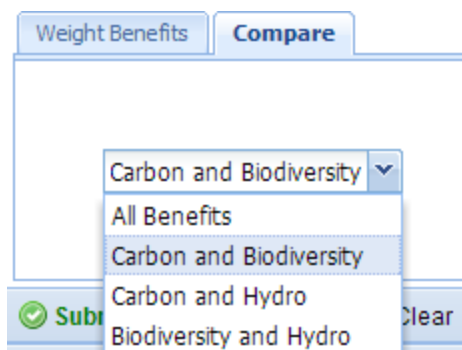 Weight Benefits Compare
Carbon and Biodiversity
All Benefits
Carbon and Biodiversity
Carbon and Hydro
Clear
Biodiversity and Hydro